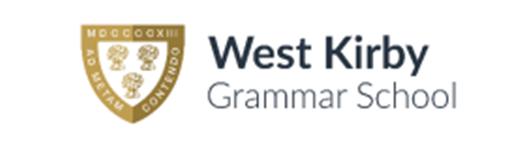 MDCCCCXIII
AD METAM
CONTENDO
West Kirby
Grammar School